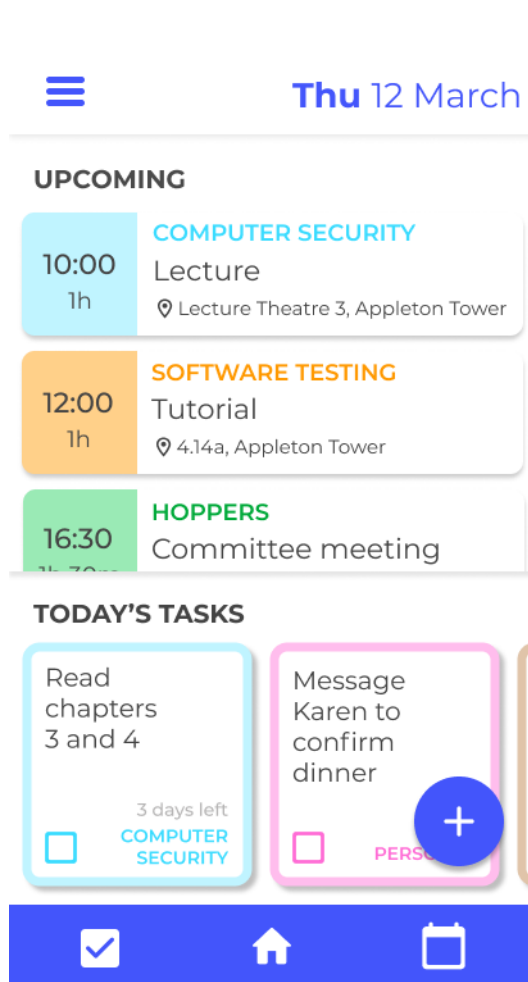 Thu 12 March
UPCOMING
10:00
1h
COMPUTER SECURITY
Lecture
Lecture Theatre 3, Appleton Tower
12:00
1h
SOFTWARE TESTING
Tutorial
4.14a, Appleton Tower
16:30
1h 30m
HOPPERS
Committee meeting
TODAY'S TASKS
Read
chapters
3 and 4
3 days left
COMPUTER
SECURITY
Message
Karen to
confirm
dinner
+